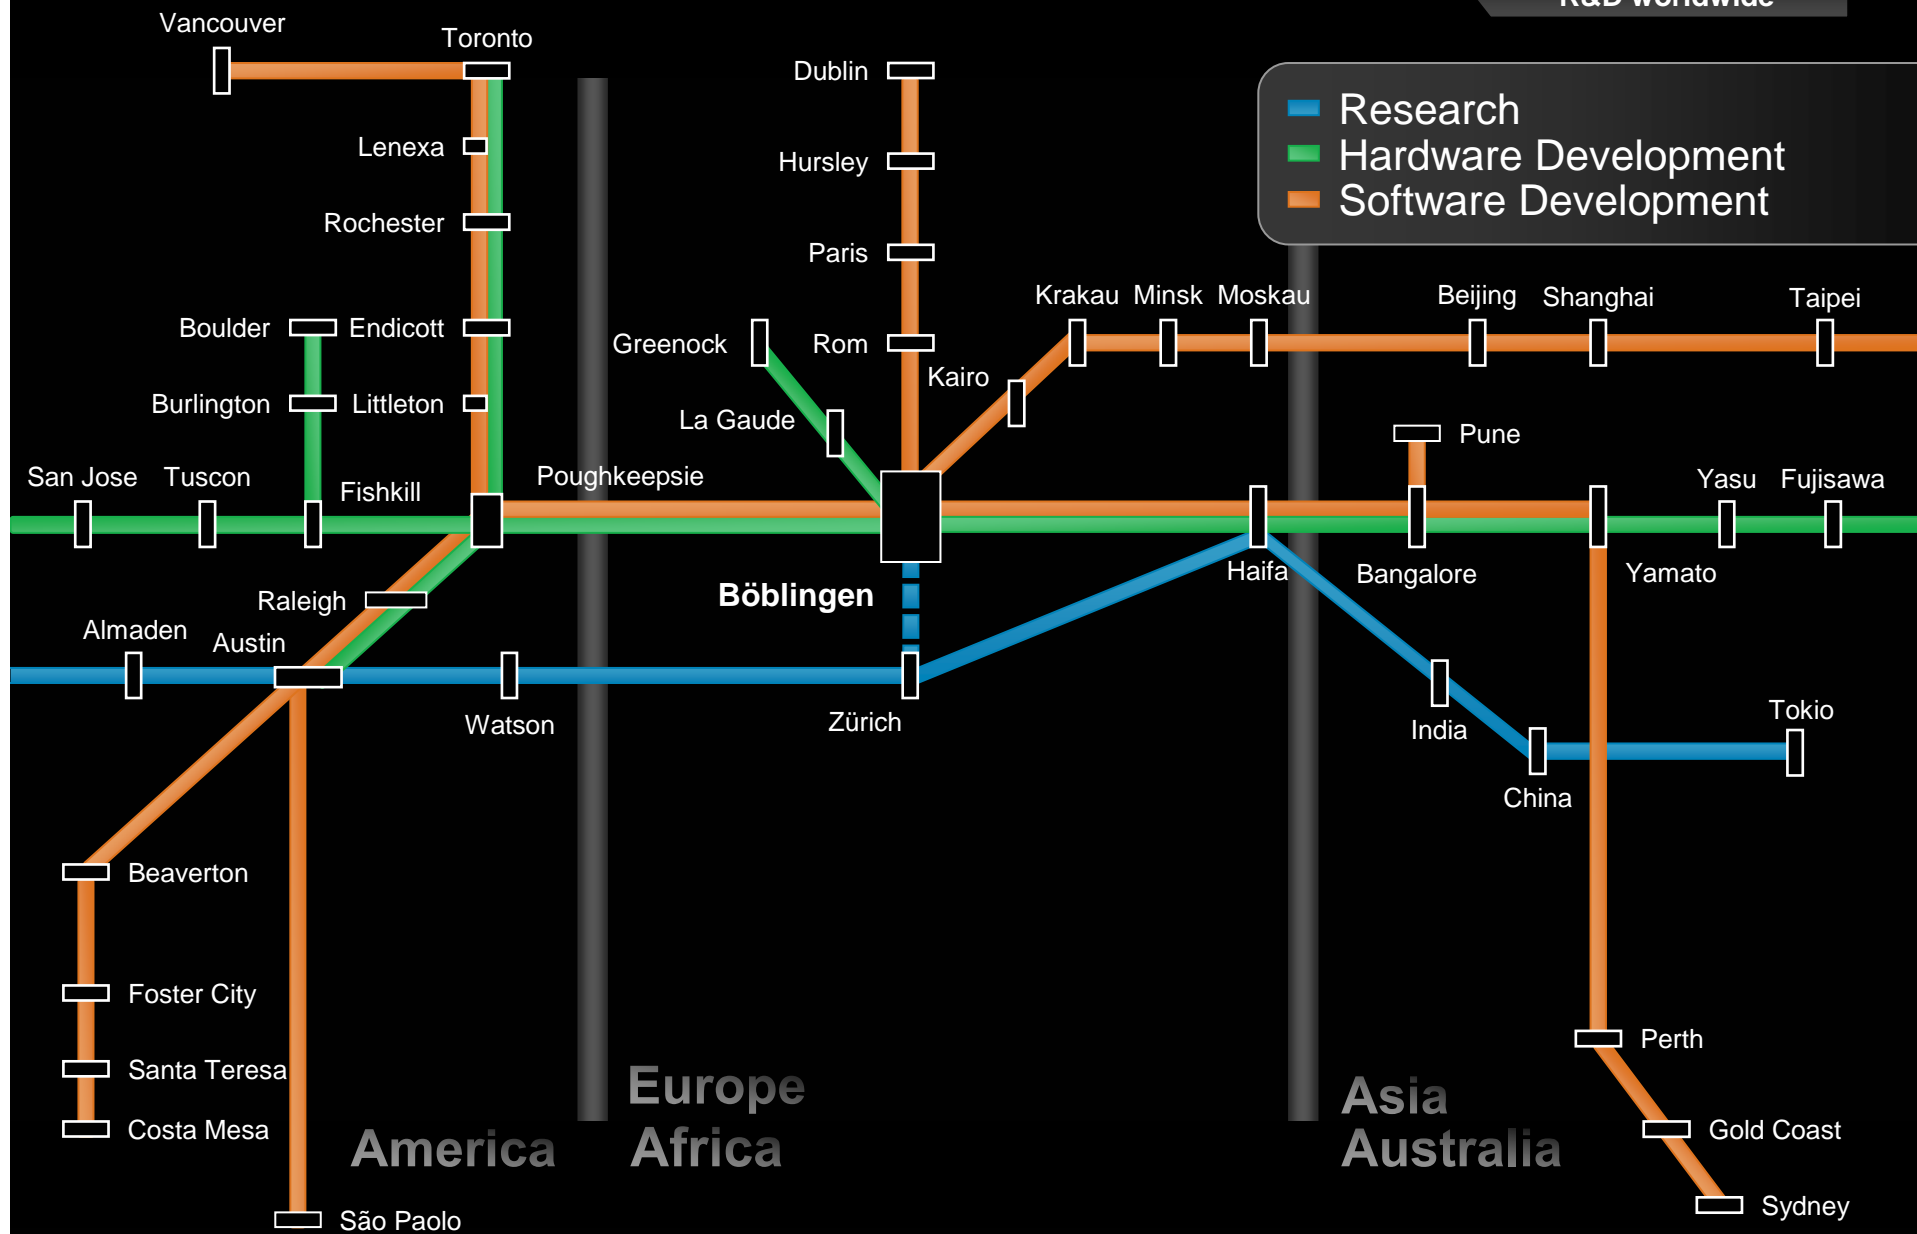 R&D worldwide
Vancouver
Toronto
Dublin
Research
Hardware Development
Software Development
Lenexa
Hursley
Rochester
Paris
Krakau
Minsk
Moskau
Beijing
Shanghai
Taipei
Boulder
Endicott
Greenock
Rom
Kairo
Burlington
Littleton
La Gaude
Pune
San Jose
Tuscon
Fishkill
Poughkeepsie
Yasu
Fujisawa
Raleigh
Böblingen
Haifa
Bangalore
Yamato
Almaden
Austin
Watson
Zürich
India
Tokio
China
Beaverton
Foster City
Perth
Santa Teresa
Costa Mesa
Gold Coast
America
Europe
Africa
Asia
Australia
São Paolo
Sydney